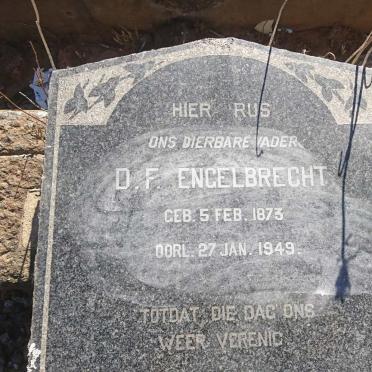 HIER RUS
ONS DIERBARE VADER
D.F. ENGELBRECHT
GEB. 5 FEB. 1873
OORL. 27 JAN. 1949.
TOTDAT DIE DAG ONS
WEER VERENIG